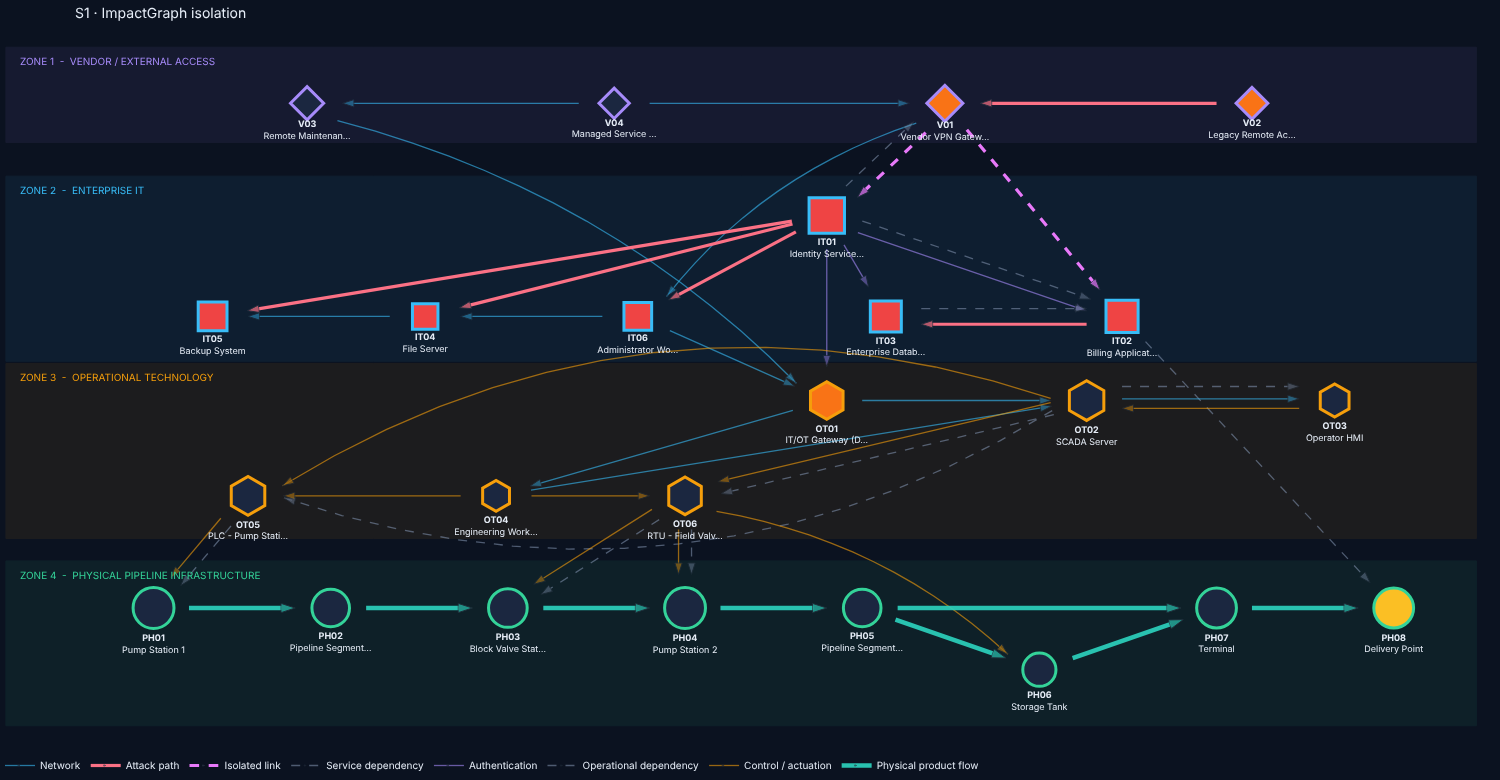 S1 · ImpactGraph isolation
ZONE 1 - VENDOR / EXTERNAL ACCESS
V03
Remote Maintenan...
V04
Managed Service ...
V01
Vendor VPN Gatew...
V02
Legacy Remote Ac...
ZONE 2 - ENTERPRISE IT
IT01
Identity Service...
IT05
Backup System
IT04
File Server
IT06
Administrator Wo...
IT03
Enterprise Datab...
IT02
Billing Applicat...
ZONE 3 - OPERATIONAL TECHNOLOGY
OT01
IT/OT Gateway (D...
OT02
SCADA Server
OT03
Operator HMI
OT05
PLC - Pump Stati...
OT04
Engineering Work...
OT06
RTU - Field Valv...
ZONE 4 - PHYSICAL PIPELINE INFRASTRUCTURE
PH01
Pump Station 1
PH02
Pipeline Segment...
PH03
Block Valve Stat...
PH04
Pump Station 2
PH05
Pipeline Segment...
PH07
Terminal
PH08
Delivery Point
PH06
Storage Tank
Network Attack path Isolated link Service dependency Authentication Operational dependency Control / actuation Physical product flow